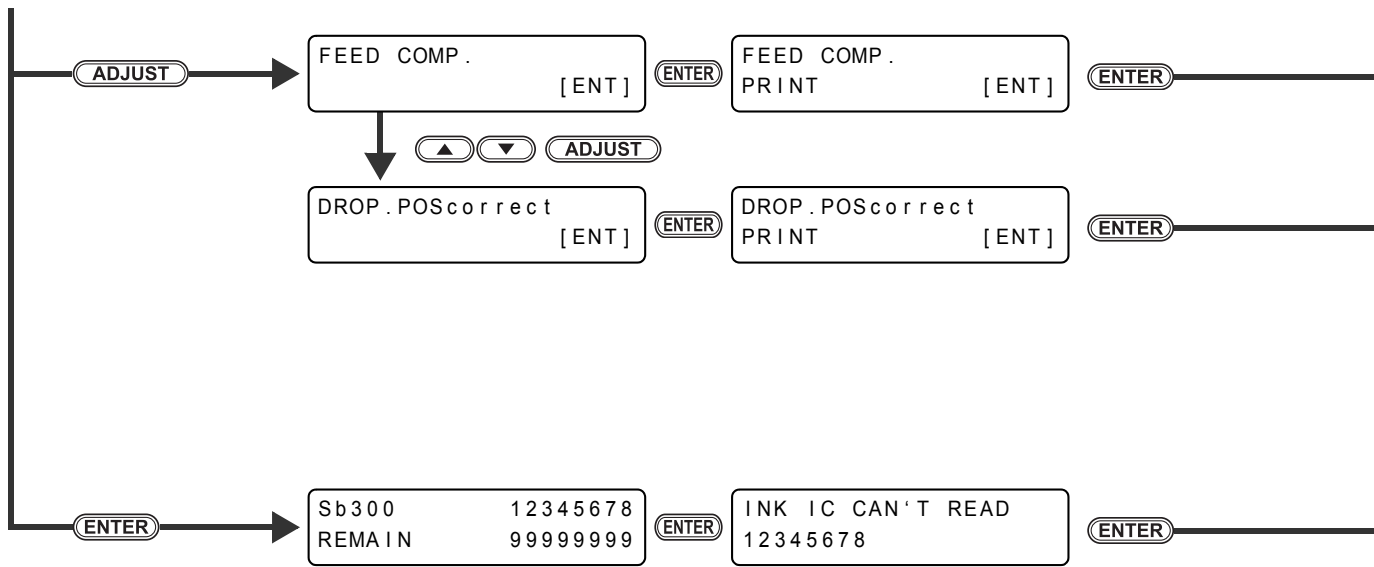 ADJUST
FEED COMP.
[ENT]
ENTER
FEED COMP.
PRINT [ENT]
ENTER
▲ ▼ ADJUST
DROP.POScorrect
[ENT]
ENTER
DROP.POScorrect
PRINT [ENT]
ENTER
ENTER
Sb300 12345678
REMAIN 99999999
ENTER
INK IC CAN‘T READ
12345678
ENTER